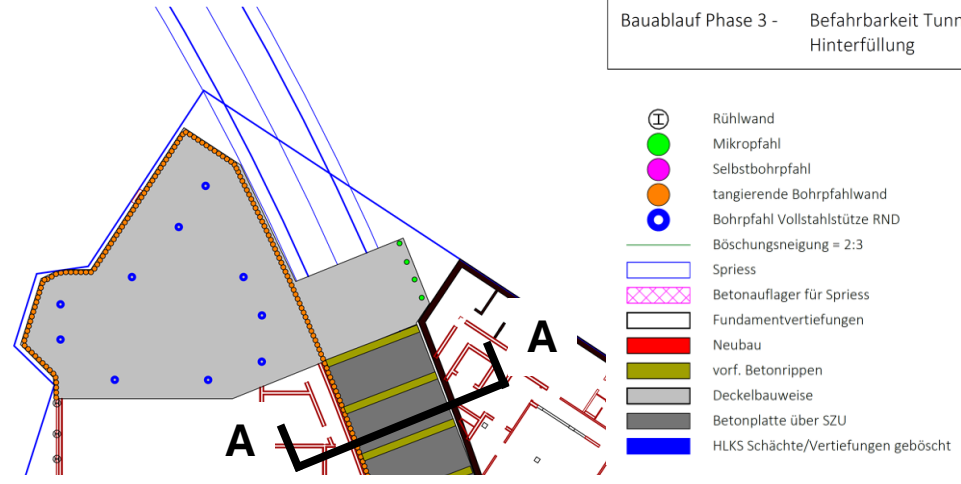 Bauablauf Phase 3 - Befahrbarkeit Tunn
Hinterfüllung
Rühlwand
Mikropfahl
Selbstbohrpfahl
tangierende Bohrpfahlwand
Bohrpfahl Vollstahlstütze RND
Böschungsneigung = 2:3
Spriess
Betonauflager für Spriess
Fundamentvertiefungen
Neubau
vorf. Betonrippen
Deckelbauweise
Betonplatte über SZU
HLKS Schächte/Vertiefungen geböscht
A
A